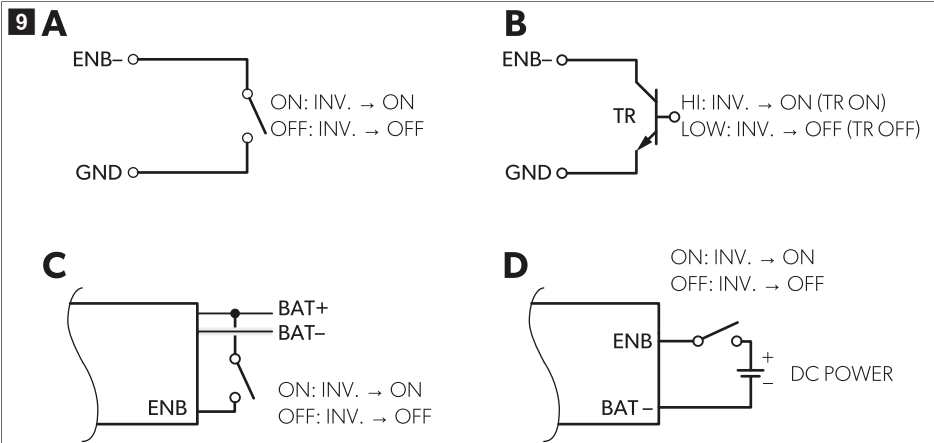 9 A
ENB–
ON: INV. → ON
OFF: INV. → OFF
GND
B
ENB–
TR
HI: INV. → ON (TR ON)
LOW: INV. → OFF (TR OFF)
GND
C
BAT+
BAT–
ENB
ON: INV. → ON
OFF: INV. → OFF
D
ON: INV. → ON
OFF: INV. → OFF
ENB
+
–
DC POWER
BAT –